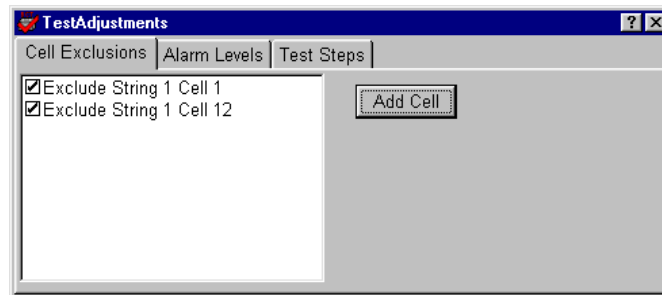 TestAdjustments
Cell Exclusions Alarm Levels Test Steps
Exclude String 1 Cell 1
Exclude String 1 Cell 12
Add Cell